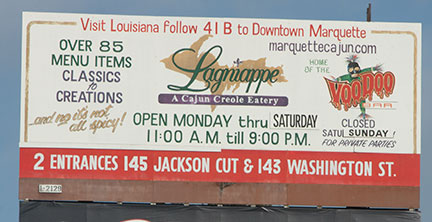 Visit Louisiana follow 41 B to Downtown Marquette
marquettecajun.com
OVER 85
MENU ITEMS
CLASSICS
to
CREATIONS
...and no it's not
all spicy!
Lagniappe
A Cajun Creole Eatery
OPEN MONDAY thru SATURDAY
11:00 A.M. till 9:00 P.M.
HOME
OF THE
VOODOO
BAR
CLOSED
SUNDAY!
FOR PRIVATE PARTIES
2 ENTRANCES 145 JACKSON CUT & 143 WASHINGTON ST.
L-2129